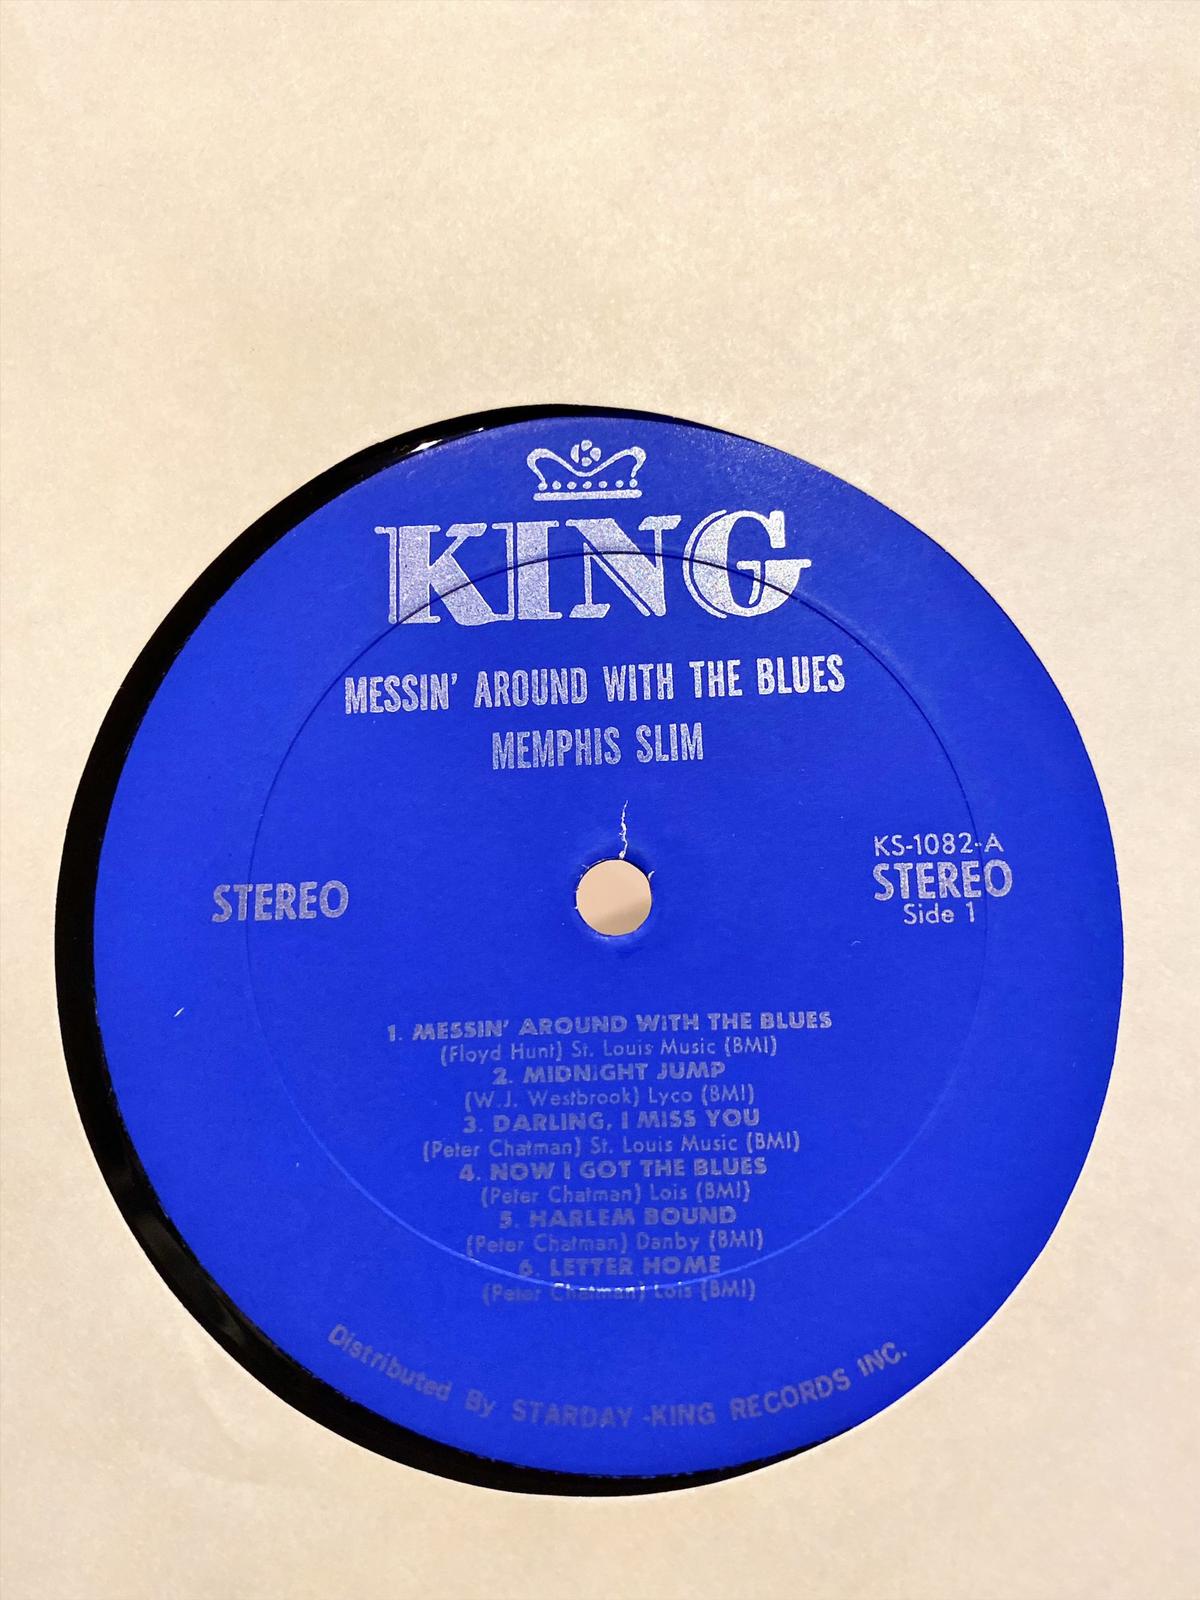 K
KING
MESSIN' AROUND WITH THE BLUES
MEMPHIS SLIM
STEREO
KS-1082-A
STEREO
Side 1
1. MESSIN' AROUND WITH THE BLUES
(Floyd Hunt) St. Louis Music (BMI)
2. MIDNIGHT JUMP
(W.J. Westbrook) Lyco (BMI)
3. DARLING, I MISS YOU
(Peter Chatman) St. Louis Music (BMI)
4. NOW I GOT THE BLUES
(Peter Chatman) Lois (BMI)
5. HARLEM BOUND
(Peter Chatman) Danby (BMI)
6. LETTER HOME
(Peter Chatman) Lois (BMI)
Distributed By STARDAY-KING RECORDS INC.